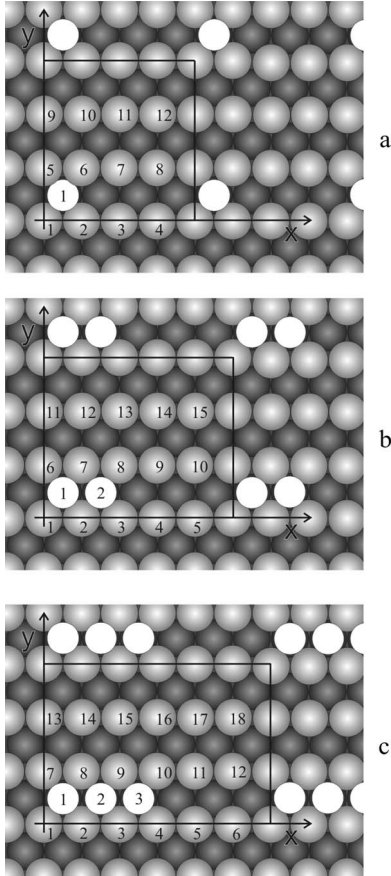 y
9 10 11 12
a
5 6 7 8
1
1 2 3 4
x
y
11 12 13 14 15
b
6 7 8 9 10
1 2
1 2 3 4 5
x
y
13 14 15 16 17 18
c
7 8 9 10 11 12
1 2 3
1 2 3 4 5 6
x